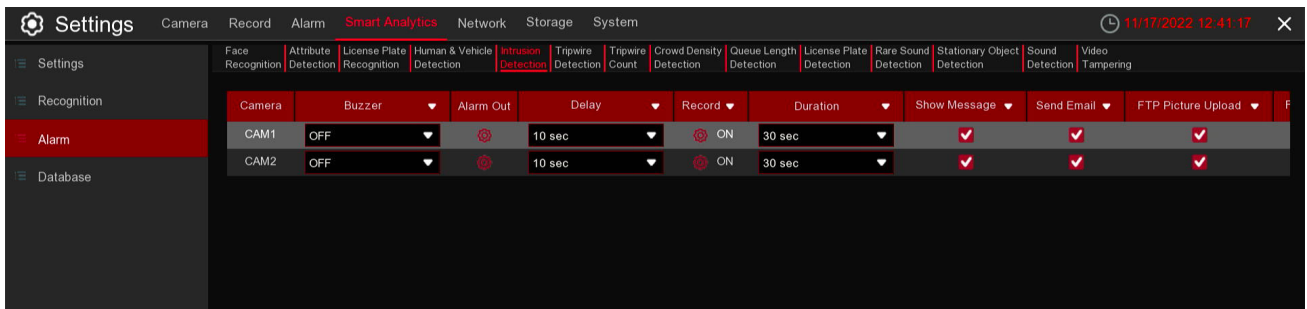 Settings Camera Record Alarm Smart Analytics Network Storage System 11/17/2022 12:41:17
Settings
Recognition
Alarm
Database
Face Recognition
Attribute Detection
License Plate Recognition
Human & Vehicle Detection
Intrusion Detection
Tripwire Detection
Tripwire Count
Crowd Density Detection
Queue Length Detection
License Plate Detection
Rare Sound Detection
Stationary Object Detection
Sound Detection
Video Tampering
Camera Buzzer Alarm Out Delay Record Duration Show Message Send Email FTP Picture Upload F
CAM1 OFF 10 sec ON 30 sec
CAM2 OFF 10 sec ON 30 sec